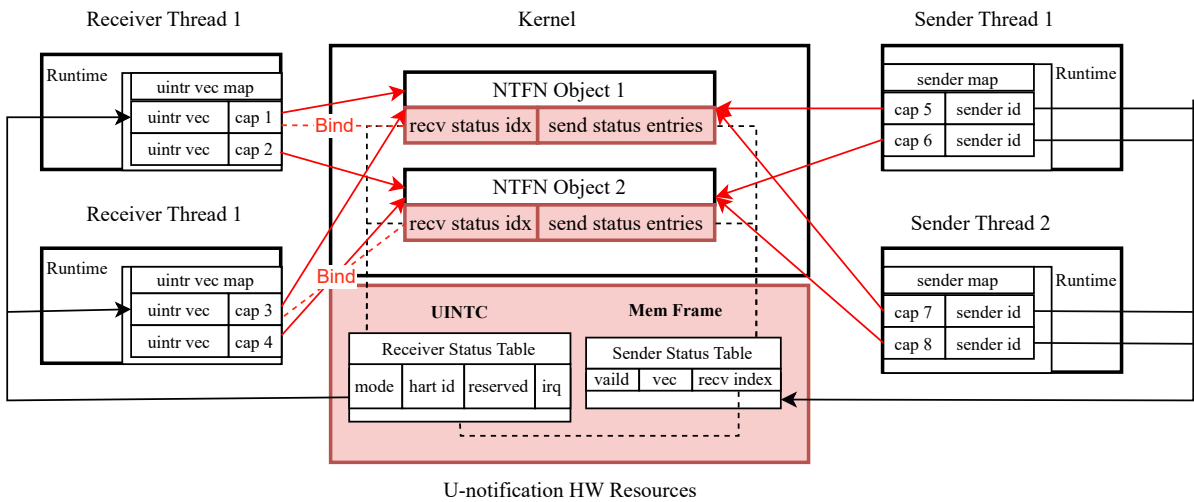 Receiver Thread 1
Kernel
Sender Thread 1
Runtime
uintr vec map
uintr vec
cap 1
uintr vec
cap 2
Bind
NTFN Object 1
recv status idx
send status entries
NTFN Object 2
recv status idx
send status entries
sender map
Runtime
cap 5
sender id
cap 6
sender id
Receiver Thread 1
Sender Thread 2
Runtime
uintr vec map
uintr vec
cap 3
uintr vec
cap 4
Bind
sender map
Runtime
cap 7
sender id
cap 8
sender id
UINTC
Mem Frame
Receiver Status Table
mode
hart id
reserved
irq
Sender Status Table
vaild
vec
recv index
U-notification HW Resources